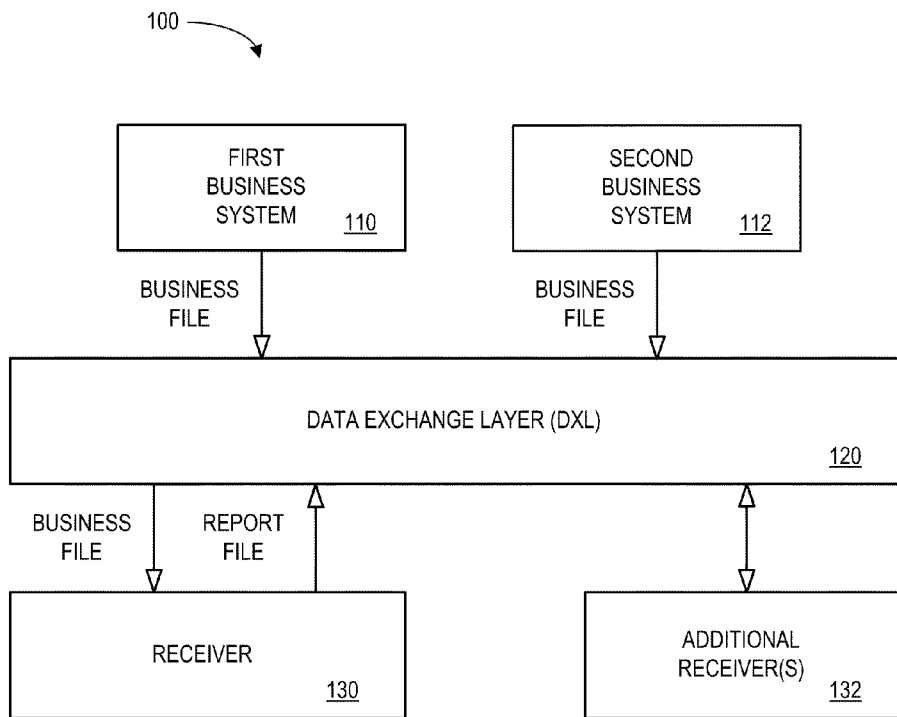 100
FIRST
BUSINESS
SYSTEM
110
SECOND
BUSINESS
SYSTEM
112
BUSINESS
FILE
BUSINESS
FILE
DATA EXCHANGE LAYER (DXL)
120
BUSINESS
FILE
REPORT
FILE
RECEIVER
130
ADDITIONAL
RECEIVER(S)
132